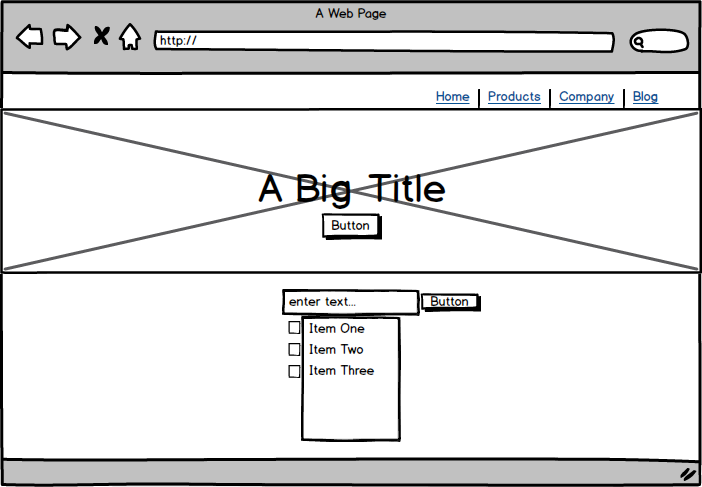 A Web Page
http://
Home Products Company Blog
A Big Title
Button
enter text... Button
Item One
Item Two
Item Three